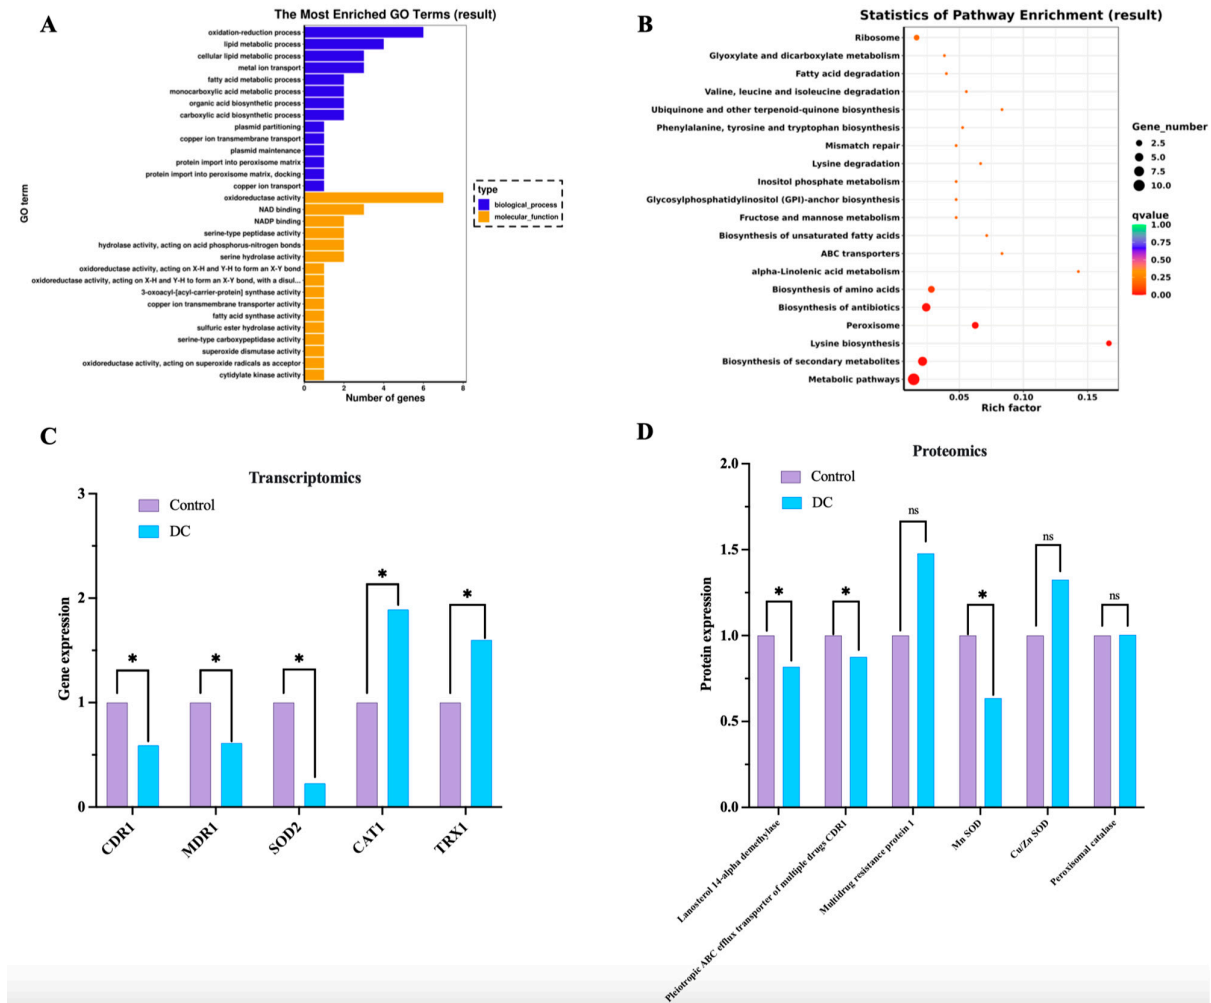 A
The Most Enriched GO Terms (result)
oxidation-reduction process
lipid metabolic process
cellular lipid metabolic process
metal ion transport
fatty acid metabolic process
monocarboxylic acid metabolic process
organic acid biosynthetic process
carboxylic acid biosynthetic process
plasmid partitioning
copper ion transmembrane transport
plasmid maintenance
protein import into peroxisome matrix
protein import into peroxisome matrix, docking
copper ion transport
oxidoreductase activity
NAD binding
NADP binding
serine-type peptidase activity
hydrolase activity, acting on acid phosphorus-nitrogen bonds
serine hydrolase activity
oxidoreductase activity, acting on X-H and Y-H to form an X-Y bond
oxidoreductase activity, acting on X-H and Y-H to form an X-Y bond, with a disul...
3-oxoacyl-[acyl-carrier-protein] synthase activity
copper ion transmembrane transporter activity
fatty acid synthase activity
sulfuric ester hydrolase activity
serine-type carboxypeptidase activity
superoxide dismutase activity
oxidoreductase activity, acting on superoxide radicals as acceptor
cytidylate kinase activity
GO term
0 2 4 6 8
Number of genes
type
biological_process
molecular_function
B
Statistics of Pathway Enrichment (result)
Ribosome
Glyoxylate and dicarboxylate metabolism
Fatty acid degradation
Valine, leucine and isoleucine degradation
Ubiquinone and other terpenoid-quinone biosynthesis
Phenylalanine, tyrosine and tryptophan biosynthesis
Mismatch repair
Lysine degradation
Inositol phosphate metabolism
Glycosylphosphatidylinositol (GPI)-anchor biosynthesis
Fructose and mannose metabolism
Biosynthesis of unsaturated fatty acids
ABC transporters
alpha-Linolenic acid metabolism
Biosynthesis of amino acids
Biosynthesis of antibiotics
Peroxisome
Lysine biosynthesis
Biosynthesis of secondary metabolites
Metabolic pathways
0.05 0.10 0.15
Rich factor
Gene_number
2.5
5.0
7.5
10.0
qvalue
1.00
0.75
0.50
0.25
0.00
C
Transcriptomics
Control
DC
Gene expression
3
2
1
0
* * * * *
CDR1 MDR1 SOD2 CAT1 TRX1
D
Proteomics
Control
DC
Protein expression
2.0
1.5
1.0
0.5
0.0
* * ns * ns ns
Lanosterol 14-alpha demethylase
Pleiotropic ABC efflux transporter of multiple drugs CDR1
Multidrug resistance protein 1
Mn SOD
Cu/Zn SOD
Peroxisomal catalase